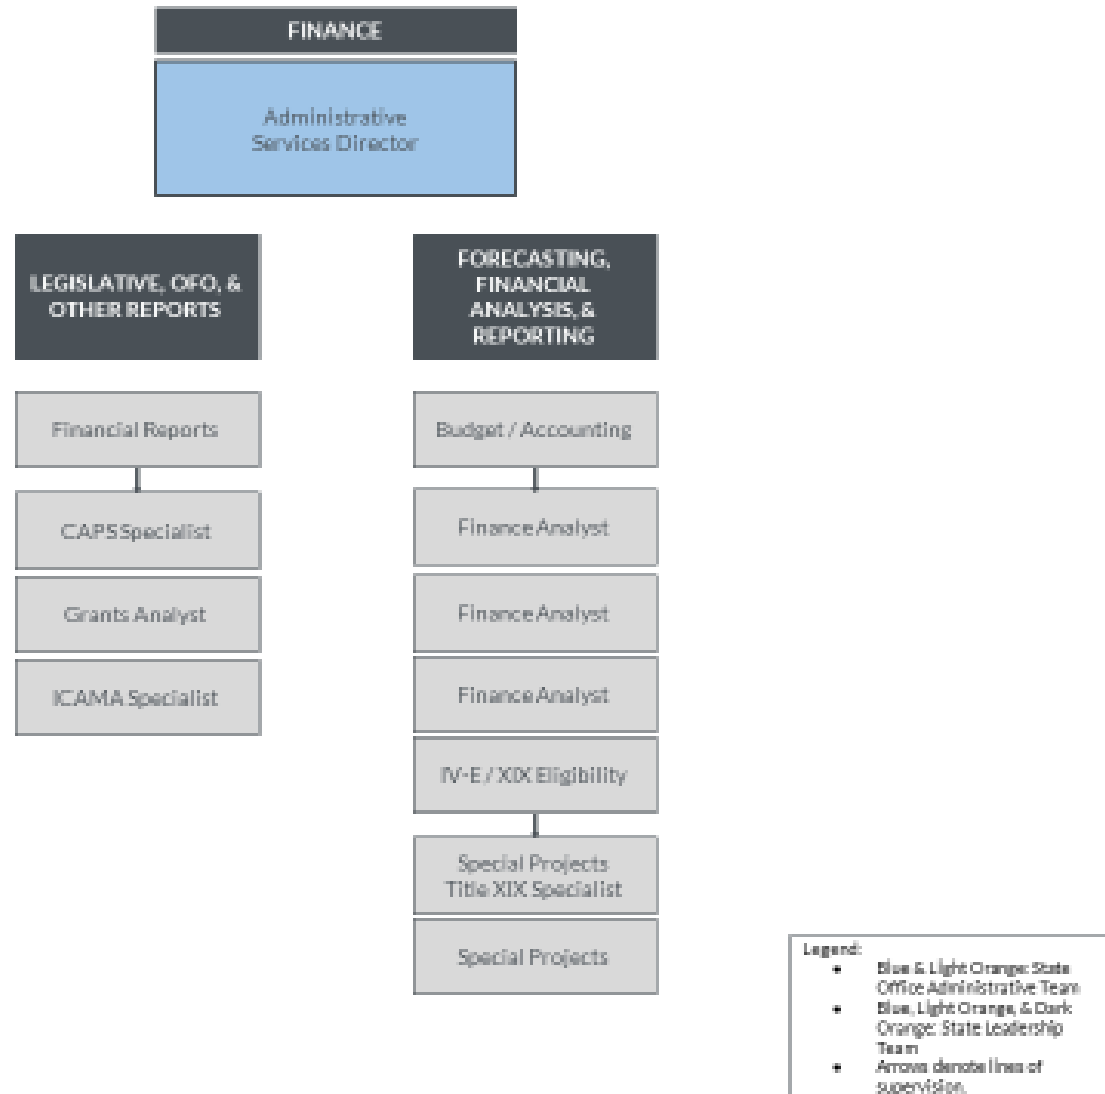 FINANCE
Administrative
Services Director
LEGISLATIVE, OFO, &
OTHER REPORTS
Financial Reports
CAPS Specialist
Grants Analyst
ICAMA Specialist
FORECASTING,
FINANCIAL
ANALYSIS, &
REPORTING
Budget / Accounting
Finance Analyst
Finance Analyst
Finance Analyst
IV-E / XIX Eligibility
Special Projects
Title XIX Specialist
Special Projects
Legend:
• Blue & Light Orange: State
Office Administrative Team
• Blue, Light Orange, & Dark
Orange: State Leadership
Team
• Arrows denote lines of
supervision.